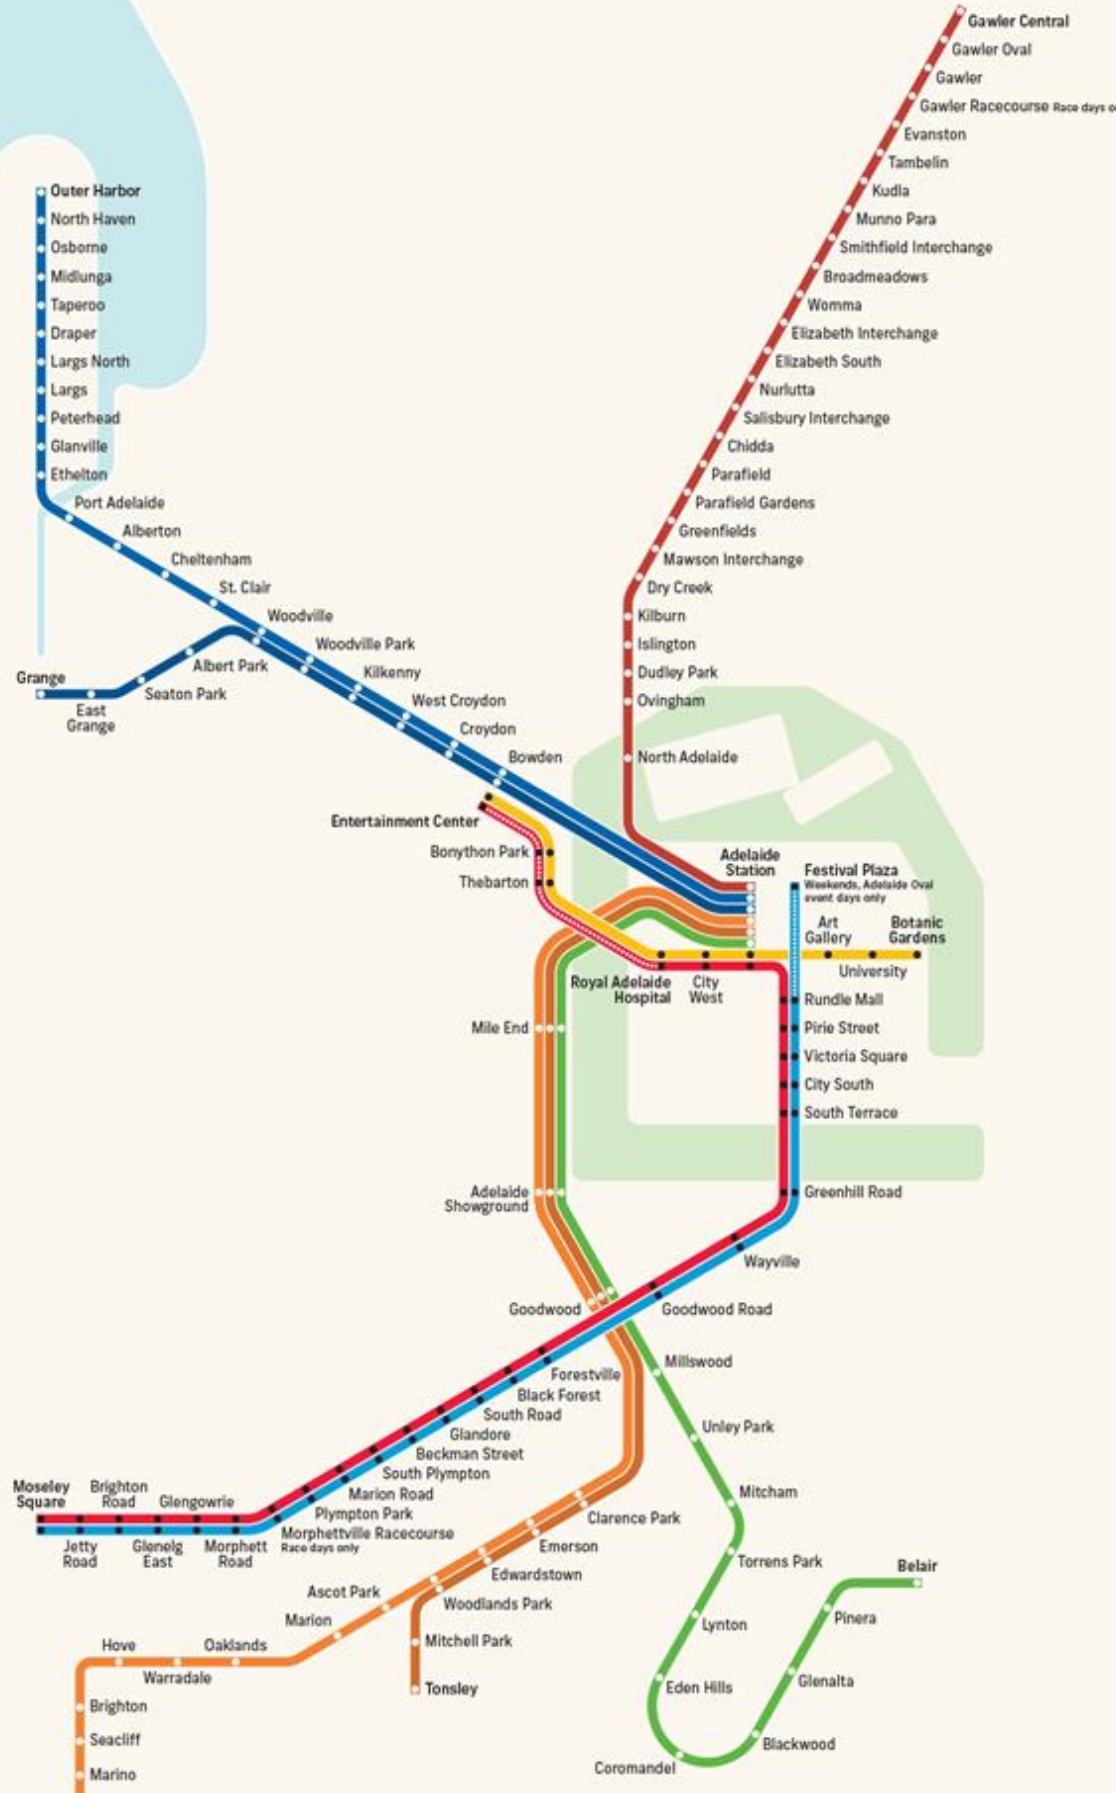 Gawler Central
Gawler Oval
Gawler
Gawler Racecourse Race days o
Evanston
Tambelin
Kudla
Munno Para
Smithfield Interchange
Broadmeadows
Womma
Elizabeth Interchange
Elizabeth South
Nurlutta
Salisbury Interchange
Chidda
Parafield
Parafield Gardens
Greenfields
Mawson Interchange
Dry Creek
Kilburn
Islington
Dudley Park
Ovingham
North Adelaide
Outer Harbor
North Haven
Osborne
Midlunga
Taperoo
Draper
Largs North
Largs
Peterhead
Glanville
Ethelton
Port Adelaide
Alberton
Cheltenham
St. Clair
Woodville
Woodville Park
Kilkenny
West Croydon
Croydon
Bowden
Grange
East
Grange
Seaton Park
Albert Park
Entertainment Center
Bonython Park
Thebarton
Adelaide
Station
Festival Plaza
Weekends, Adelaide Oval
event days only
Art
Gallery
Botanic
Gardens
University
Royal Adelaide
Hospital
City
West
Rundle Mall
Pirie Street
Victoria Square
City South
South Terrace
Greenhill Road
Wayville
Goodwood Road
Mile End
Adelaide
Showground
Goodwood
Forestville
Black Forest
South Road
Glandore
Beckman Street
South Plympton
Marion Road
Plympton Park
Morphettville Racecourse
Race days only
Moseley
Square
Brighton
Road
Glengowrie
Jetty
Road
Glenelg
East
Morphett
Road
Millswood
Unley Park
Mitcham
Torrens Park
Lynton
Eden Hills
Coromandel
Blackwood
Glenalta
Pinera
Belair
Clarence Park
Emerson
Edwardstown
Woodlands Park
Mitchell Park
Tonsley
Ascot Park
Marion
Oaklands
Warradale
Hove
Brighton
Seacliff
Marino